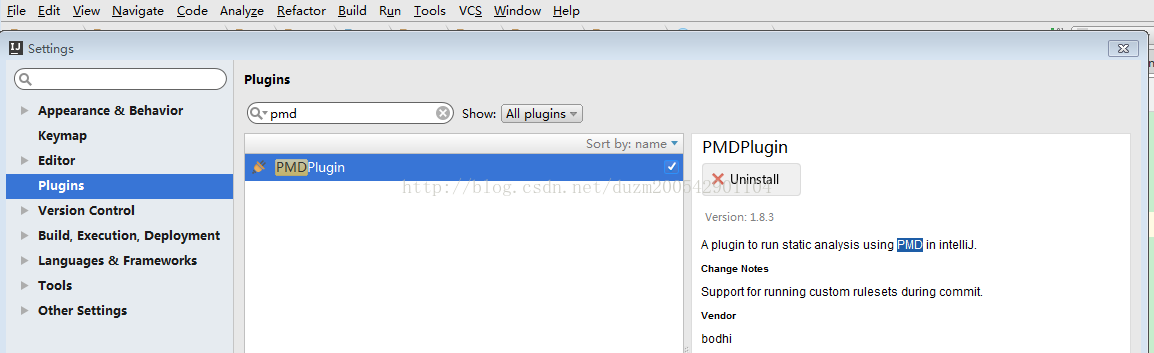 File Edit View Navigate Code Analyze Refactor Build Run Tools VCS Window Help
Settings
Plugins
pmd Show: All plugins
Appearance & Behavior
Keymap
Editor
Plugins
Version Control
Build, Execution, Deployment
Languages & Frameworks
Tools
Other Settings
Sort by: name
PMDPlugin
PMDPlugin
Uninstall
http://blog.csdn.net/duzm200542901104
Version: 1.8.3
A plugin to run static analysis using PMD in intelliJ.
Change Notes
Support for running custom rulesets during commit.
Vendor
bodhi